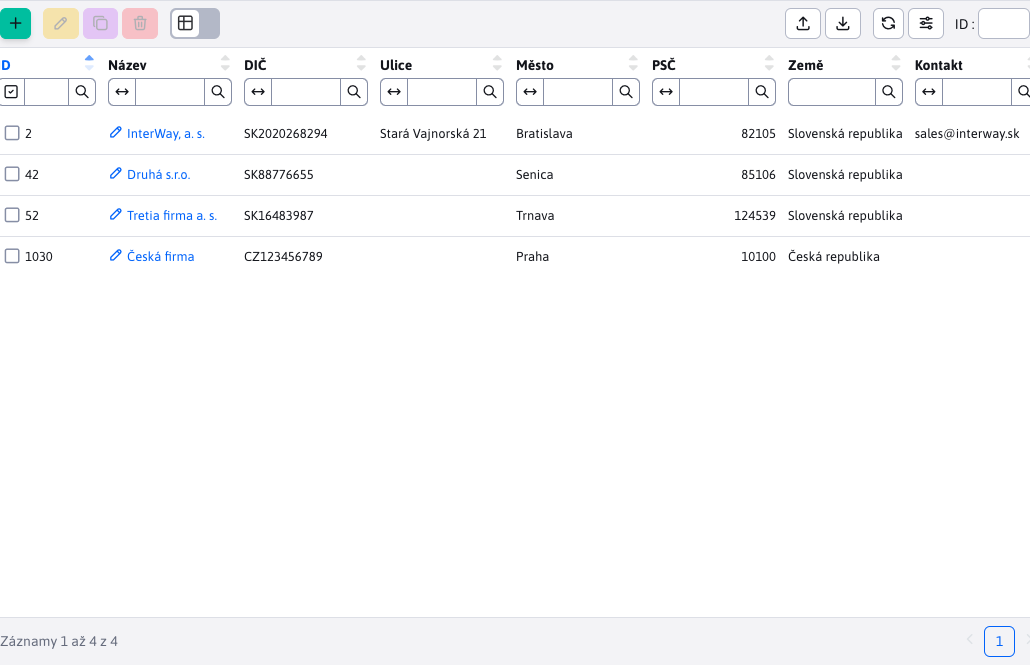 ID :
D Název DIČ Ulice Město PSČ Země Kontakt
2 InterWay, a. s. SK2020268294 Stará Vajnorská 21 Bratislava 82105 Slovenská republika sales@interway.sk
42 Druhá s.r.o. SK88776655 Senica 85106 Slovenská republika
52 Tretia firma a. s. SK16483987 Trnava 124539 Slovenská republika
1030 Česká firma CZ123456789 Praha 10100 Česká republika
Záznamy 1 až 4 z 4
1